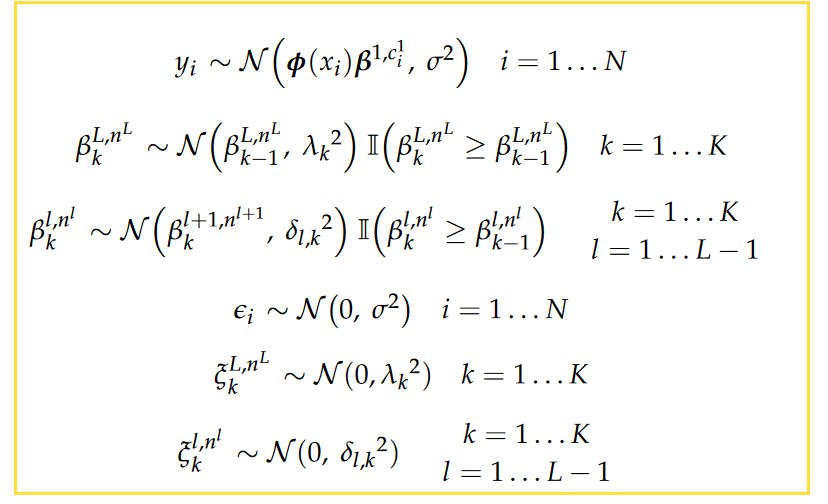 y_i ∼ 𝒩(𝝓(x_i)𝜷^{1,c_i^1}, σ^2) i = 1…N
β_k^{L,n^L} ∼ 𝒩(β_{k−1}^{L,n^L}, λ_k^2) 𝕀(β_k^{L,n^L} ≥ β_{k−1}^{L,n^L}) k = 1…K
β_k^{l,n^l} ∼ 𝒩(β_k^{l+1,n^{l+1}}, δ_{l,k}^2) 𝕀(β_k^{l,n^l} ≥ β_{k−1}^{l,n^l}) k = 1…K
l = 1…L − 1
ϵ_i ∼ 𝒩(0, σ^2) i = 1…N
ξ_k^{L,n^L} ∼ 𝒩(0, λ_k^2) k = 1…K
ξ_k^{l,n^l} ∼ 𝒩(0, δ_{l,k}^2) k = 1…K
l = 1…L − 1